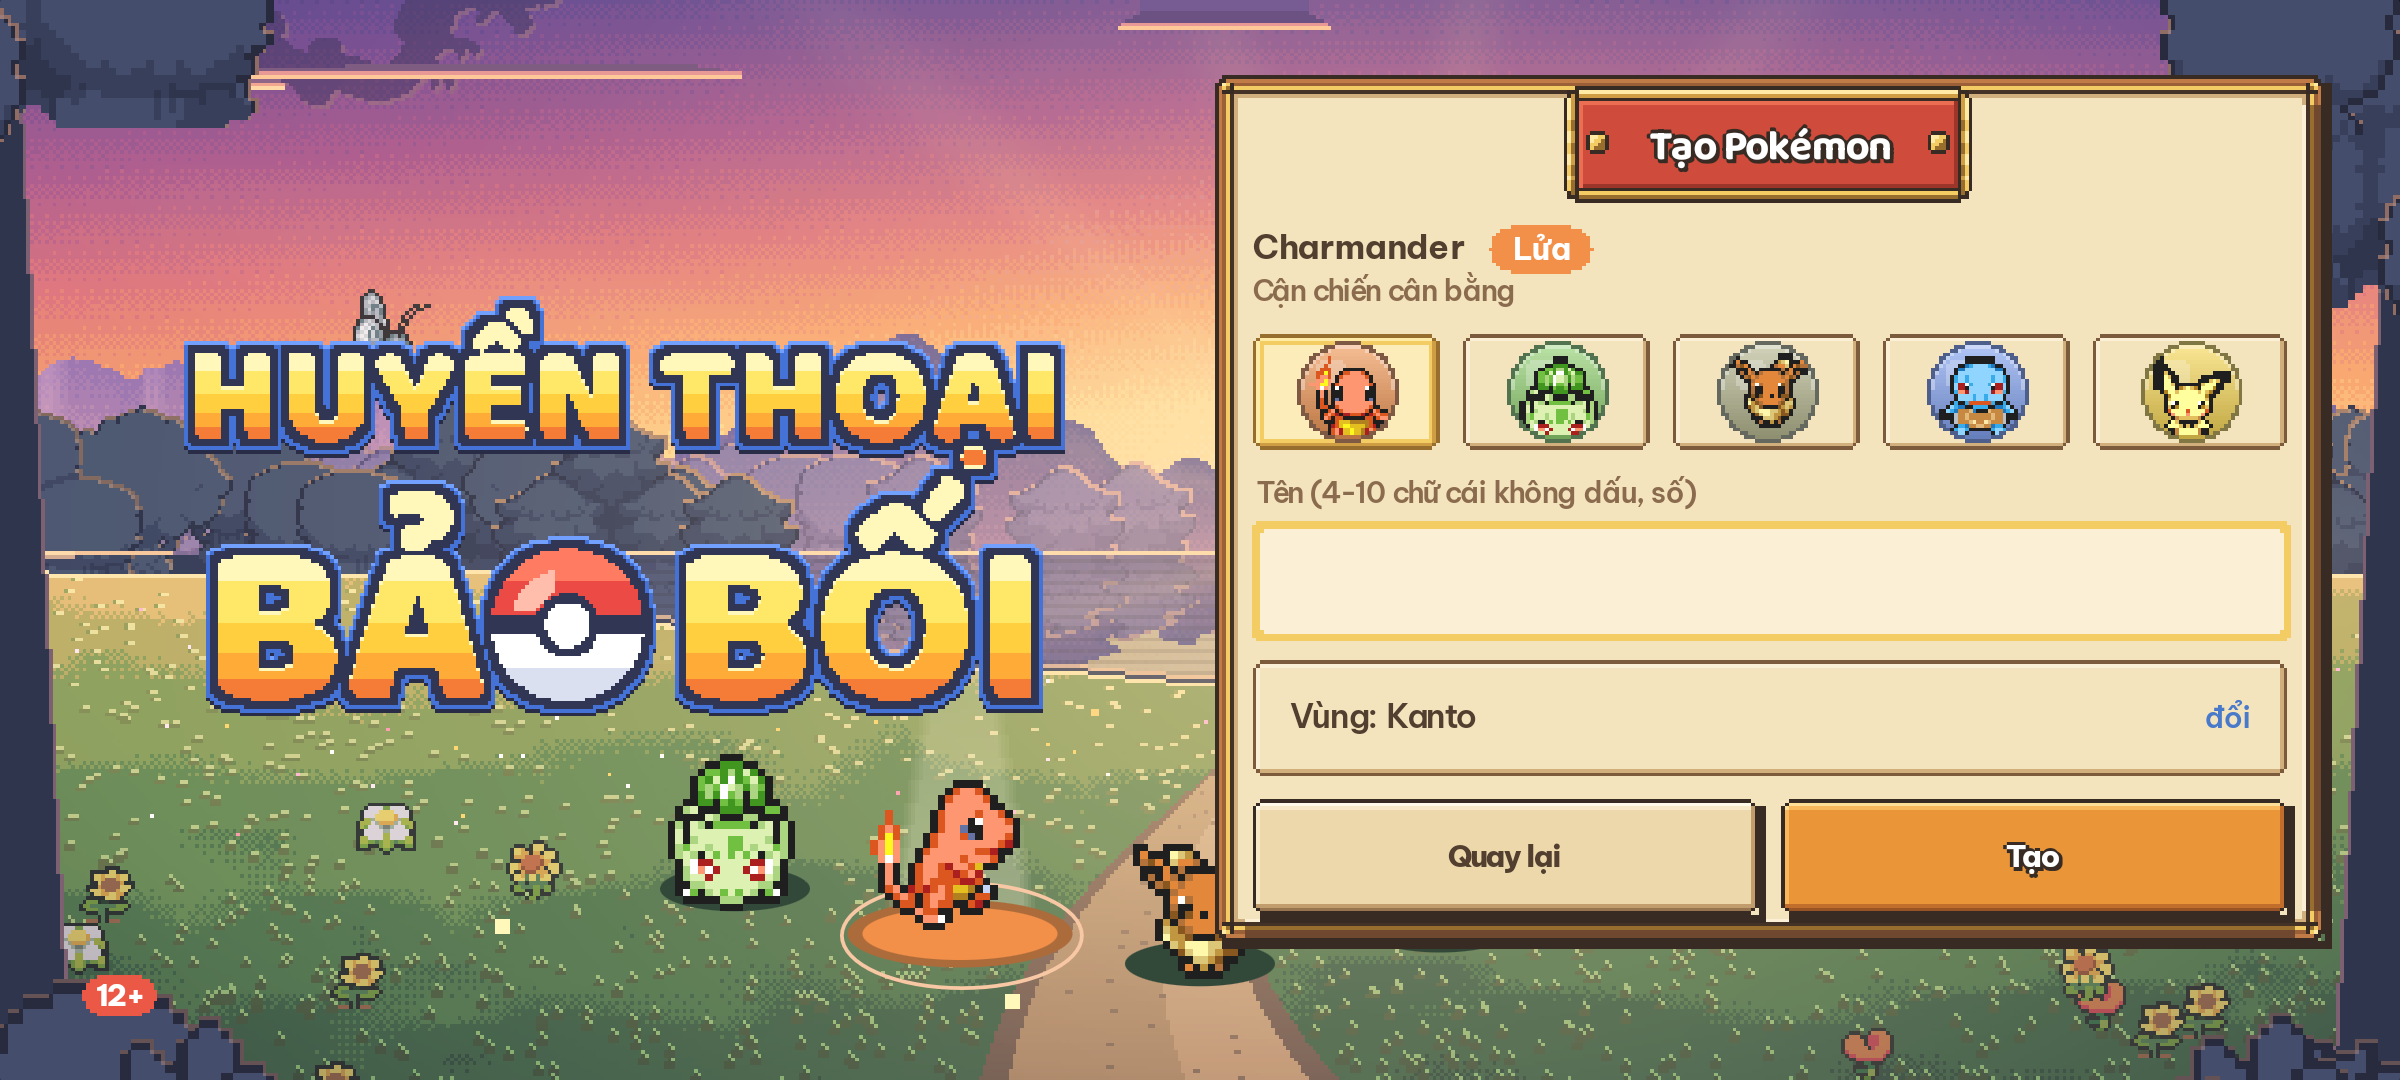 HUYỀN THOẠI
BẢO BỐI
12+
Tạo Pokémon
Charmander
Lửa
Cận chiến cân bằng
Tên (4-10 chữ cái không dấu, số)
Vùng: Kanto
đổi
Quay lại
Tạo